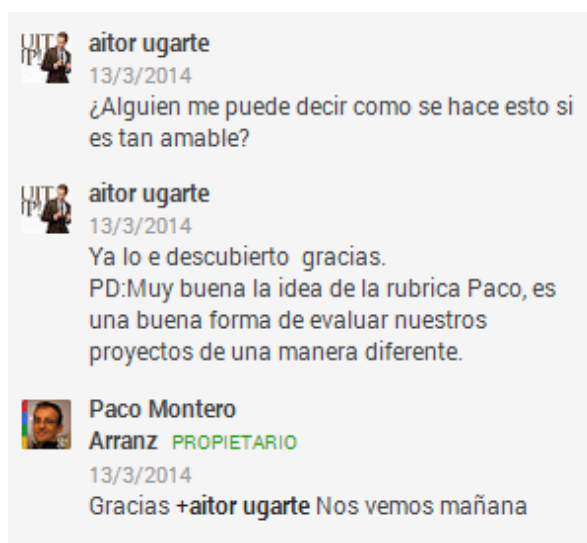 aitor ugarte
13/3/2014
¿Alguien me puede decir como se hace esto si
es tan amable?
aitor ugarte
13/3/2014
Ya lo e descubierto gracias.
PD:Muy buena la idea de la rubrica Paco, es
una buena forma de evaluar nuestros
proyectos de una manera diferente.
Paco Montero
Arranz PROPIETARIO
13/3/2014
Gracias +aitor ugarte Nos vemos mañana